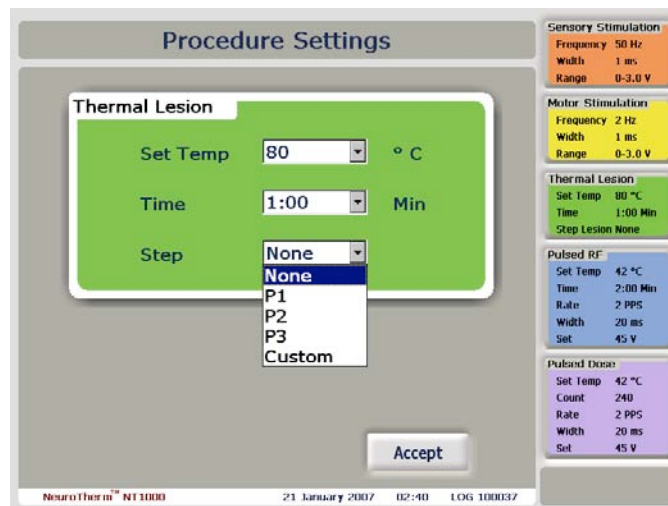 Procedure Settings
Thermal Lesion
Set Temp 80 ° C
Time 1:00 Min
Step None
None
P1
P2
P3
Custom
Accept
NeuroTherm™ NT1000 21 January 2007 02:40 LOG 100037
Sensory Stimulation
Frequency 50 Hz
Width 1 ms
Range 0-3.0 V
Motor Stimulation
Frequency 2 Hz
Width 1 ms
Range 0-3.0 V
Thermal Lesion
Set Temp 80 °C
Time 1:00 Min
Step Lesion None
Pulsed RF
Set Temp 42 °C
Time 2:00 Min
Rate 2 PPS
Width 20 ms
Set 45 V
Pulsed Dose
Set Temp 42 °C
Count 240
Rate 2 PPS
Width 20 ms
Set 45 V